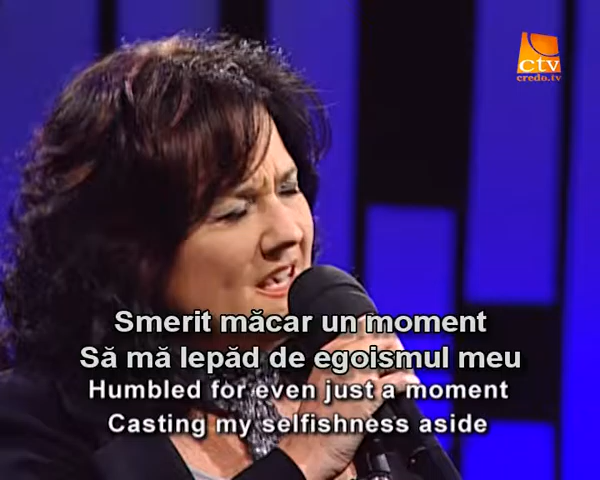 ctv
credo.tv
Smerit măcar un moment
Să mă lepăd de egoismul meu
Humbled for even just a moment
Casting my selfishness aside